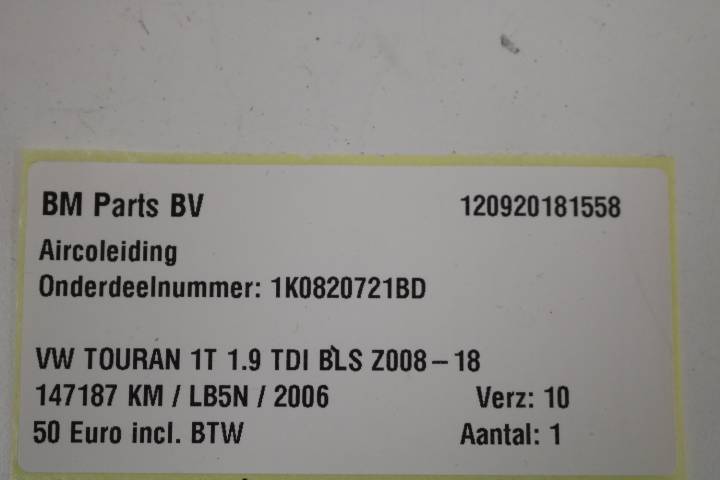 BM Parts BV 120920181558
Aircoleiding
Onderdeelnummer: 1K0820721BD
VW TOURAN 1T 1.9 TDI BLS Z008-18
147187 KM / LB5N / 2006 Verz: 10
50 Euro incl. BTW Aantal: 1